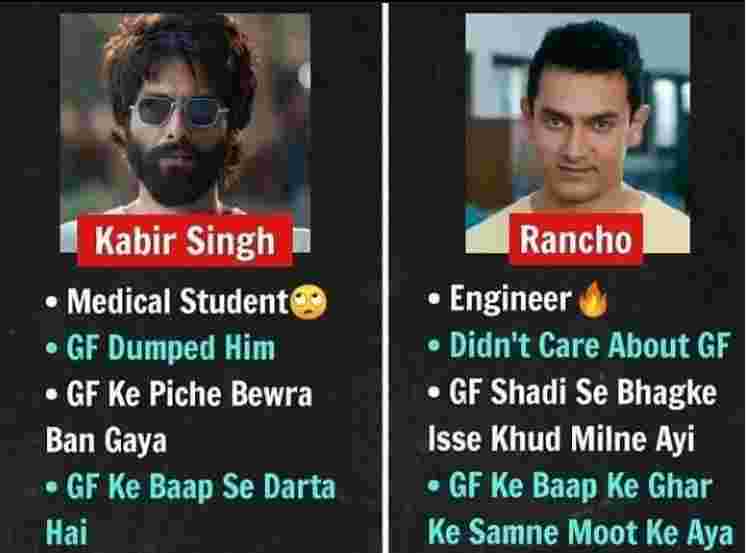 Kabir Singh
• Medical Student🙄
• GF Dumped Him
• GF Ke Piche Bewra
Ban Gaya
• GF Ke Baap Se Darta
Hai
Rancho
• Engineer🔥
• Didn't Care About GF
• GF Shadi Se Bhagke
Isse Khud Milne Ayi
• GF Ke Baap Ke Ghar
Ke Samne Moot Ke Aya